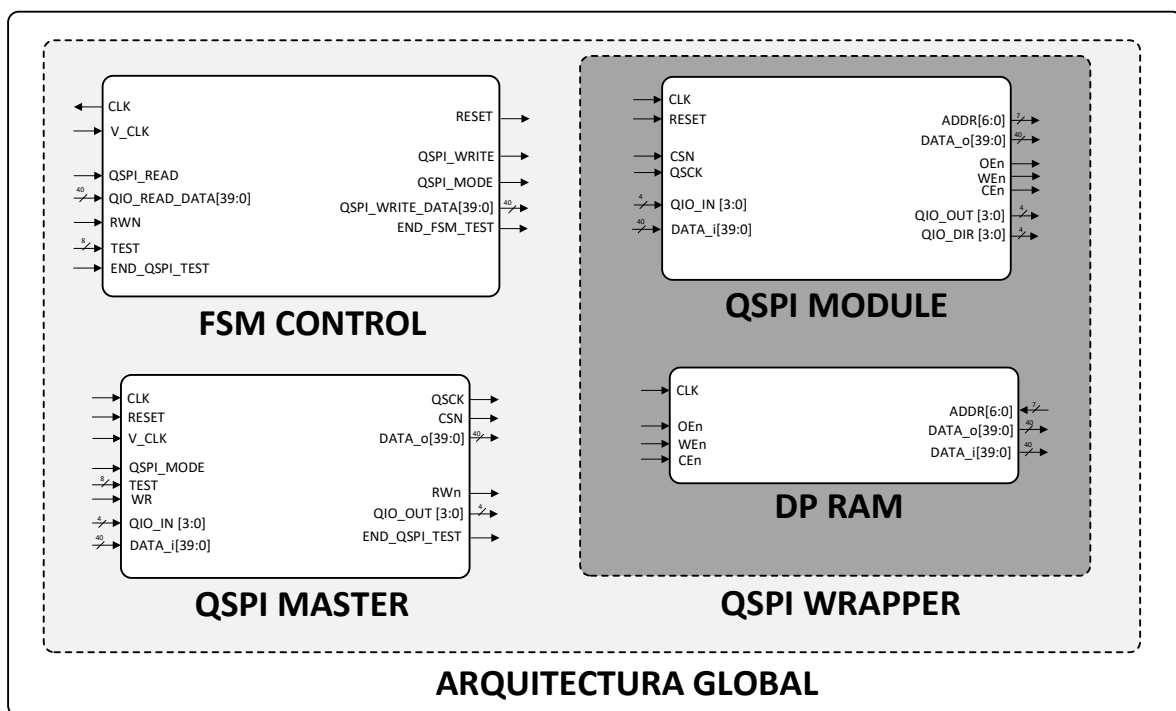 CLK
V_CLK
QSPI_READ
40
QIO_READ_DATA[39:0]
RWN
8
TEST
END_QSPI_TEST
RESET
QSPI_WRITE
QSPI_MODE
QSPI_WRITE_DATA[39:0]
40
END_FSM_TEST
FSM CONTROL
CLK
RESET
CSN
QSCK
4
QIO_IN [3:0]
40
DATA_i[39:0]
ADDR[6:0]
7
DATA_o[39:0]
40
OEn
WEn
CEn
QIO_OUT [3:0]
4
QIO_DIR [3:0]
4
QSPI MODULE
CLK
RESET
V_CLK
QSPI_MODE
8
TEST
WR
4
QIO_IN [3:0]
40
DATA_i[39:0]
QSCK
CSN
DATA_o[39:0]
40
RWn
QIO_OUT [3:0]
4
END_QSPI_TEST
QSPI MASTER
CLK
OEn
WEn
CEn
ADDR[6:0]
7
DATA_o[39:0]
40
DATA_i[39:0]
40
DP RAM
QSPI WRAPPER
ARQUITECTURA GLOBAL